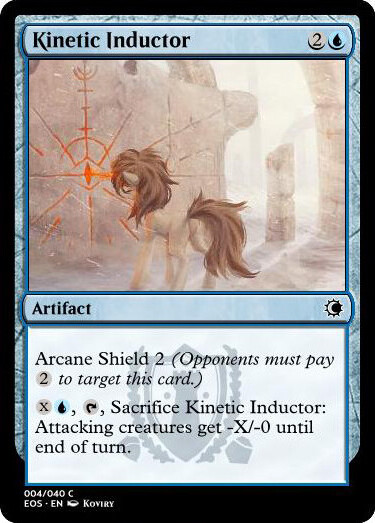 Kinetic Inductor 2
Artifact
Arcane Shield 2 (Opponents must pay
2 to target this card.)
X, , Sacrifice Kinetic Inductor:
Attacking creatures get -X/-0 until
end of turn.
004/040 C
EOS • EN Koviry